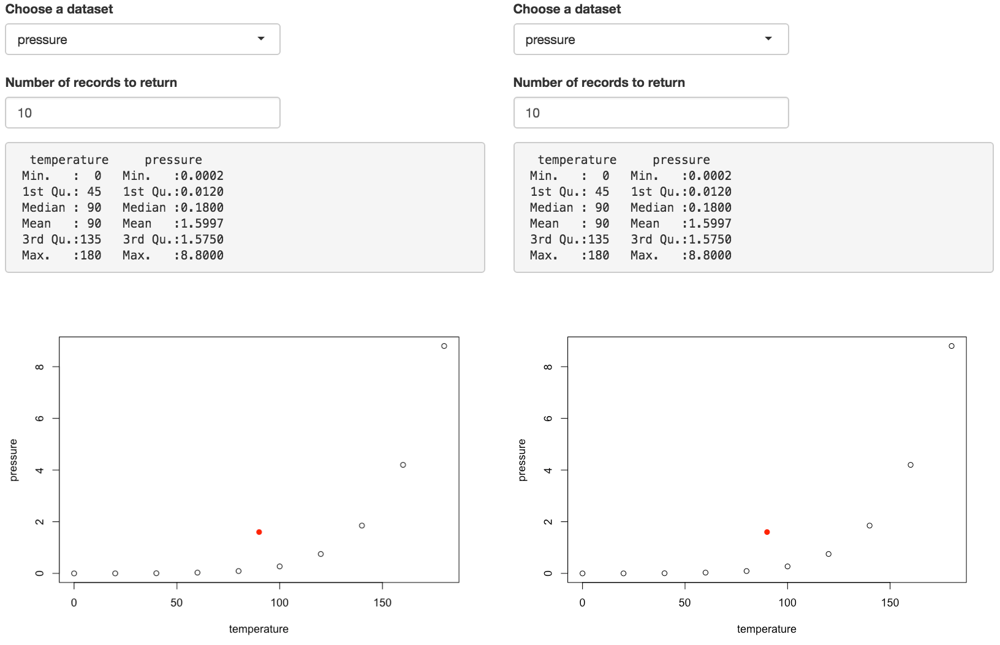 Choose a dataset
pressure
Number of records to return
10
temperature pressure
Min. : 0 Min. :0.0002
1st Qu.: 45 1st Qu.:0.0120
Median : 90 Median :0.1800
Mean : 90 Mean :1.5997
3rd Qu.:135 3rd Qu.:1.5750
Max. :180 Max. :8.8000
8
6
4
2
0
pressure
0 50 100 150
temperature
Choose a dataset
pressure
Number of records to return
10
temperature pressure
Min. : 0 Min. :0.0002
1st Qu.: 45 1st Qu.:0.0120
Median : 90 Median :0.1800
Mean : 90 Mean :1.5997
3rd Qu.:135 3rd Qu.:1.5750
Max. :180 Max. :8.8000
8
6
4
2
0
pressure
0 50 100 150
temperature